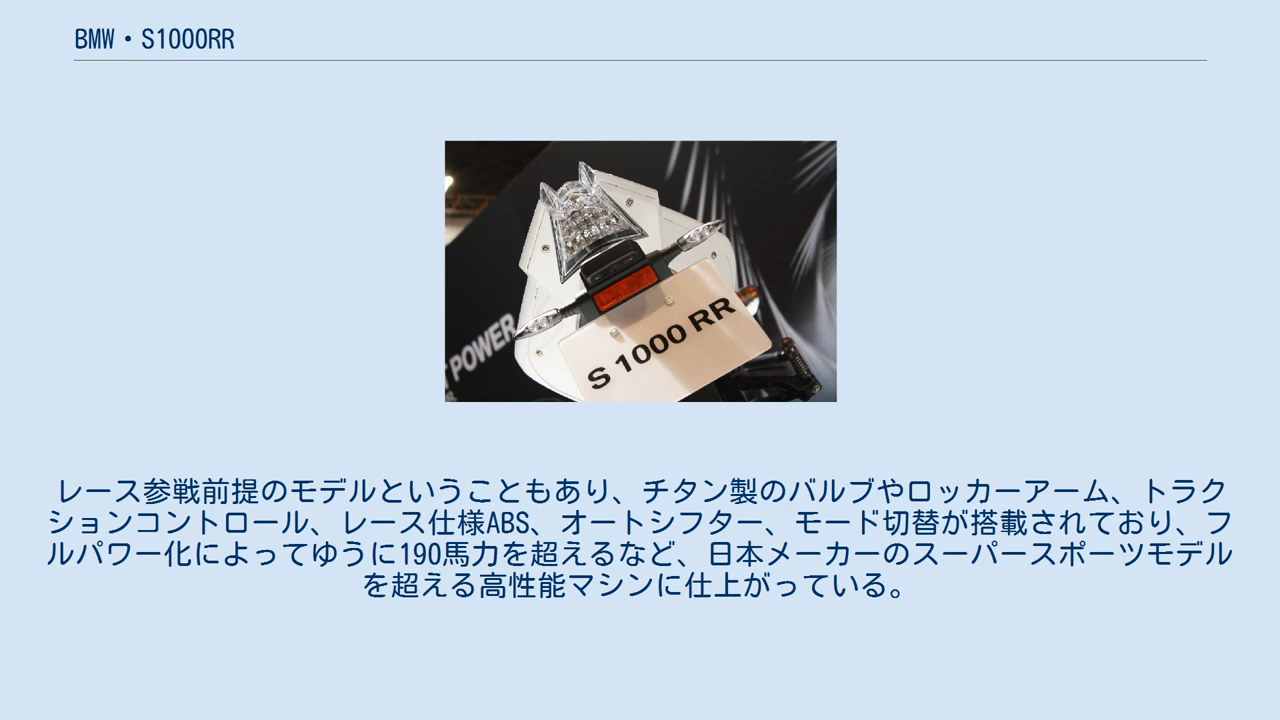 BMW・S1000RR
T POWER
S 1000 RR
レース参戦前提のモデルということもあり、チタン製のバルブやロッカーアーム、トラク
ションコントロール、レース仕様ABS、オートシフター、モード切替が搭載されており、フ
ルパワー化によってゆうに190馬力を超えるなど、日本メーカーのスーパースポーツモデル
を超える高性能マシンに仕上がっている。